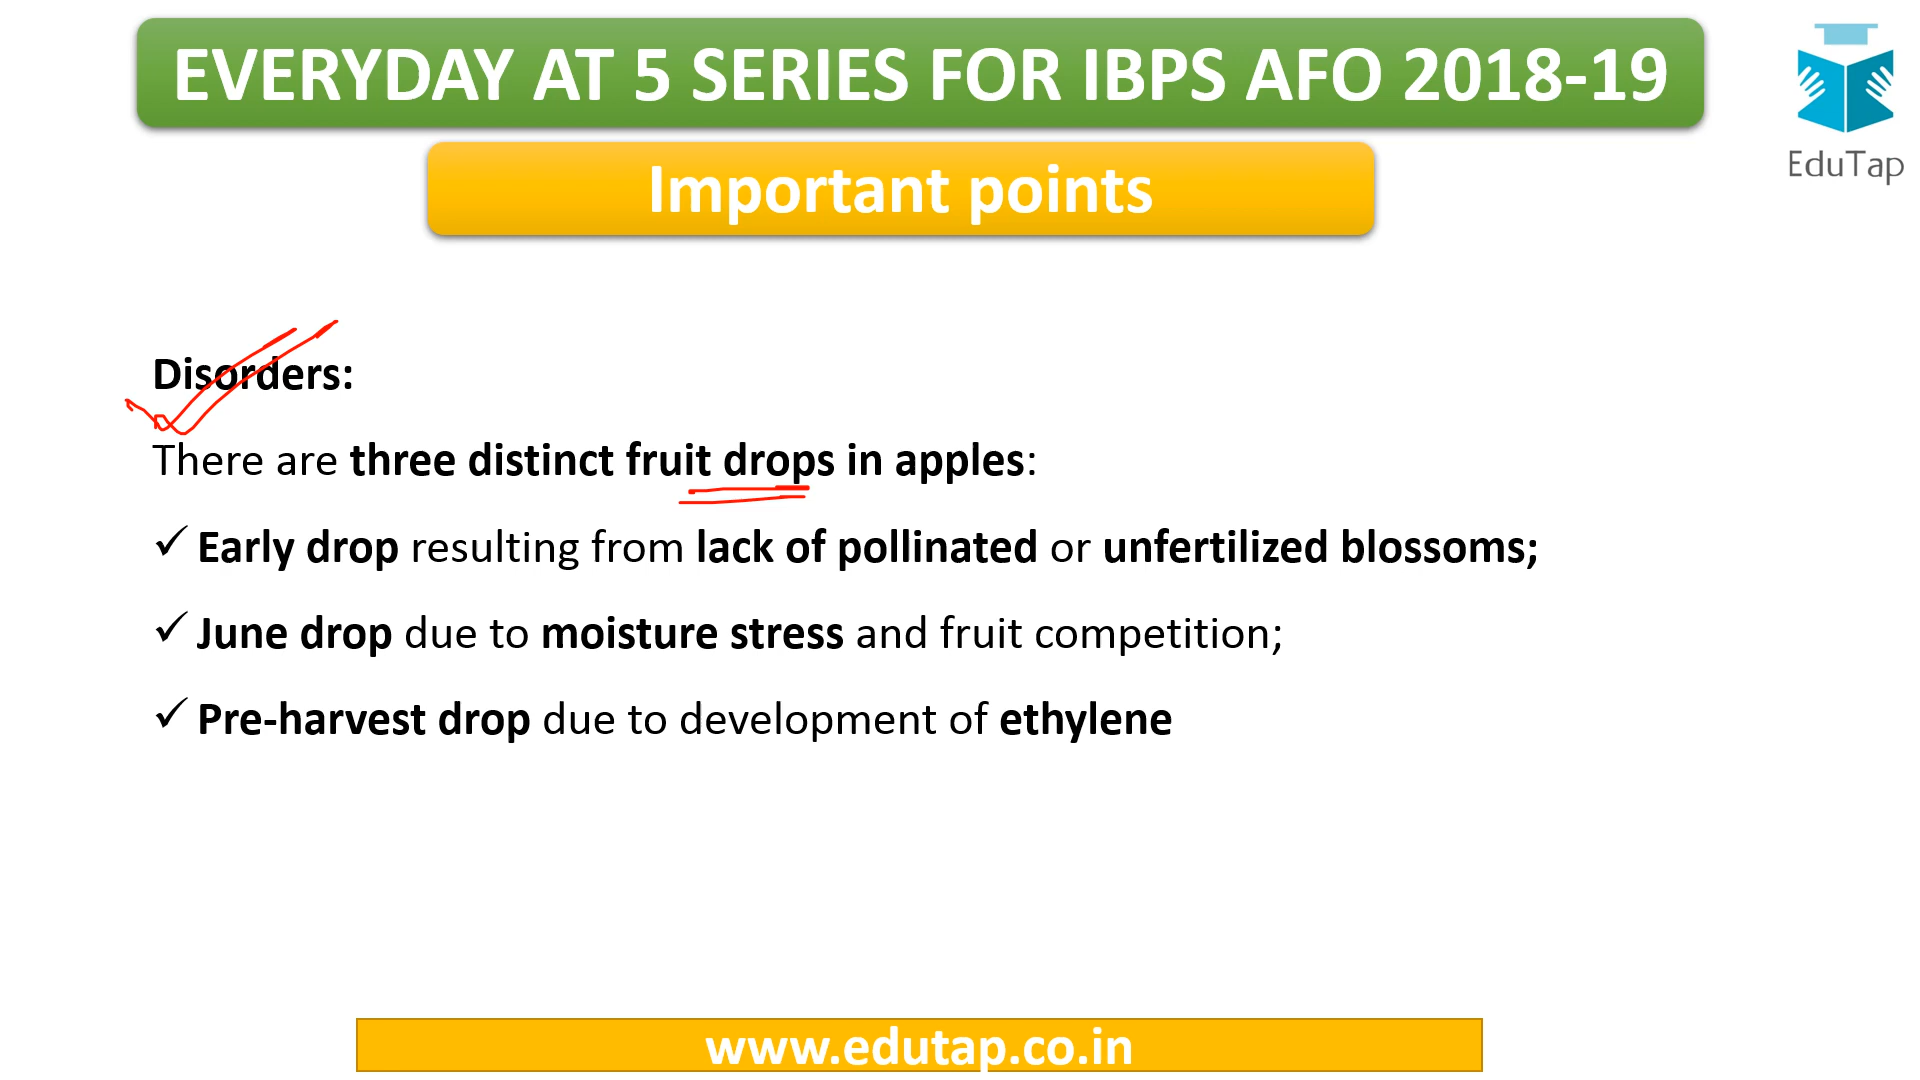 EVERYDAY AT 5 SERIES FOR IBPS AFO 2018-19
EduTap
Important points
Disorders:
There are three distinct fruit drops in apples:
✓ Early drop resulting from lack of pollinated or unfertilized blossoms;
✓ June drop due to moisture stress and fruit competition;
✓ Pre-harvest drop due to development of ethylene
www.edutap.co.in